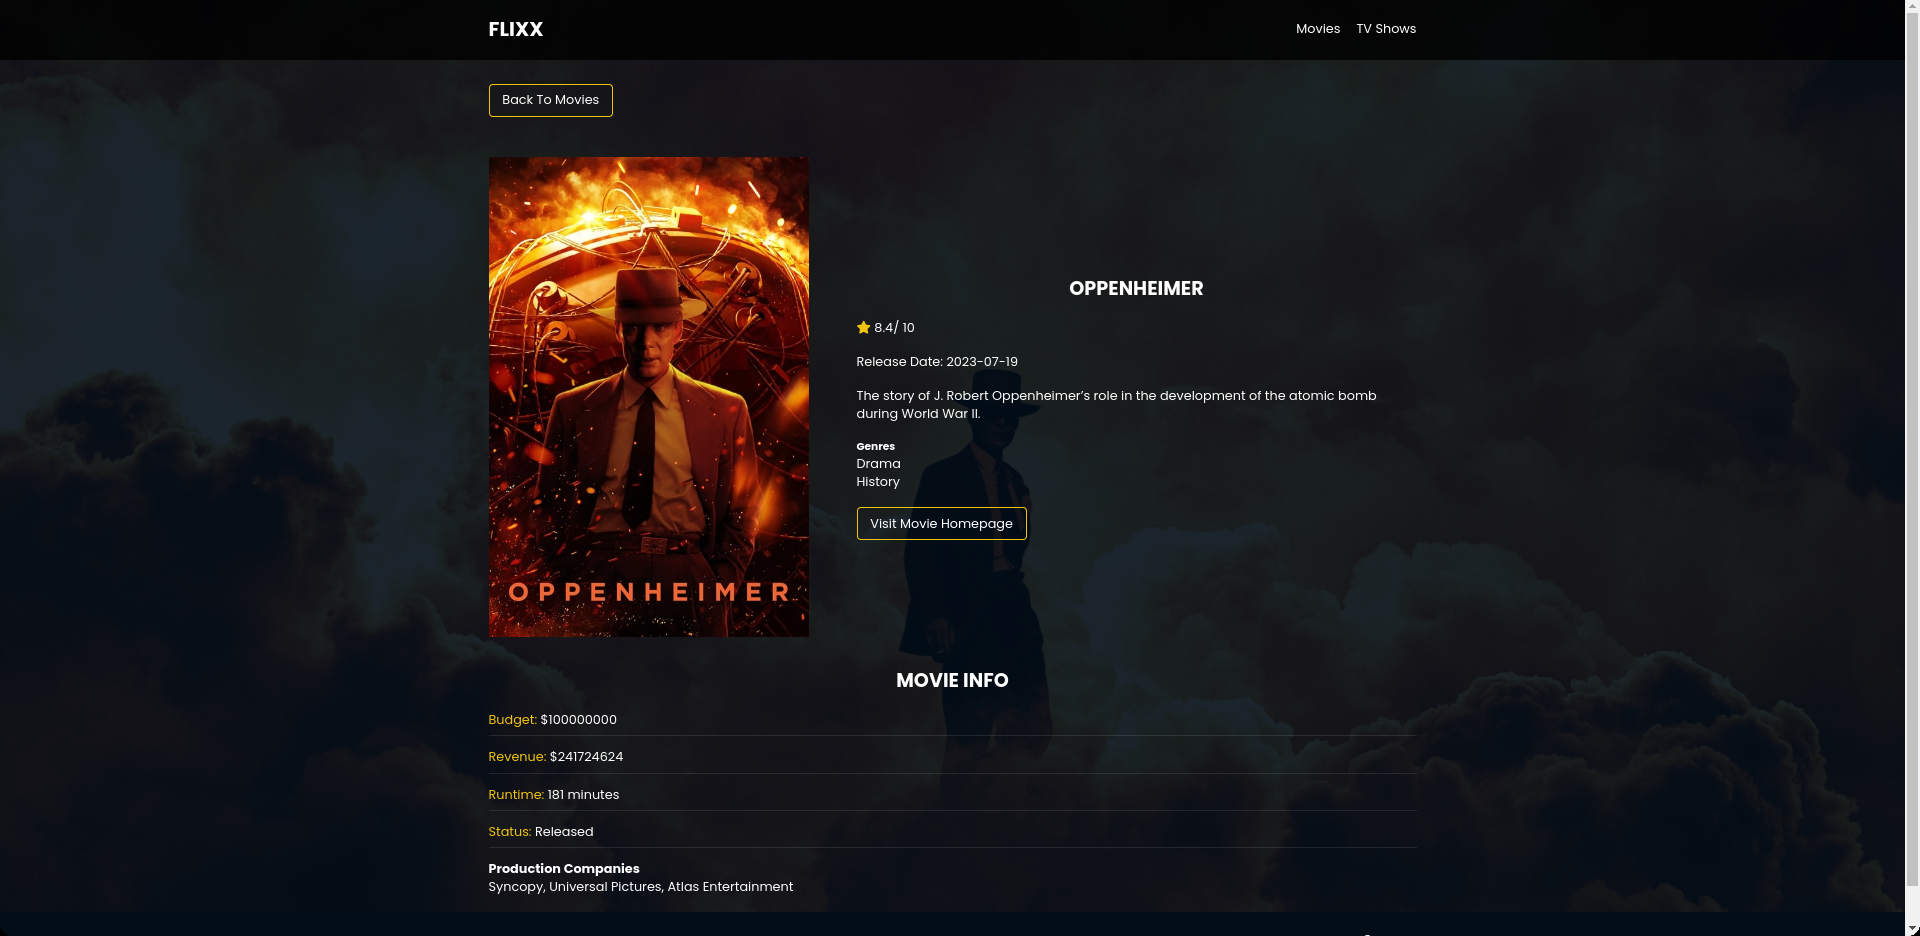 FLIXX
Movies TV Shows
Back To Movies
OPPENHEIMER
OPPENHEIMER
8.4/ 10
Release Date: 2023-07-19
The story of J. Robert Oppenheimer’s role in the development of the atomic bomb
during World War II.
Genres
Drama
History
Visit Movie Homepage
MOVIE INFO
Budget: $100000000
Revenue: $241724624
Runtime: 181 minutes
Status: Released
Production Companies
Syncopy, Universal Pictures, Atlas Entertainment